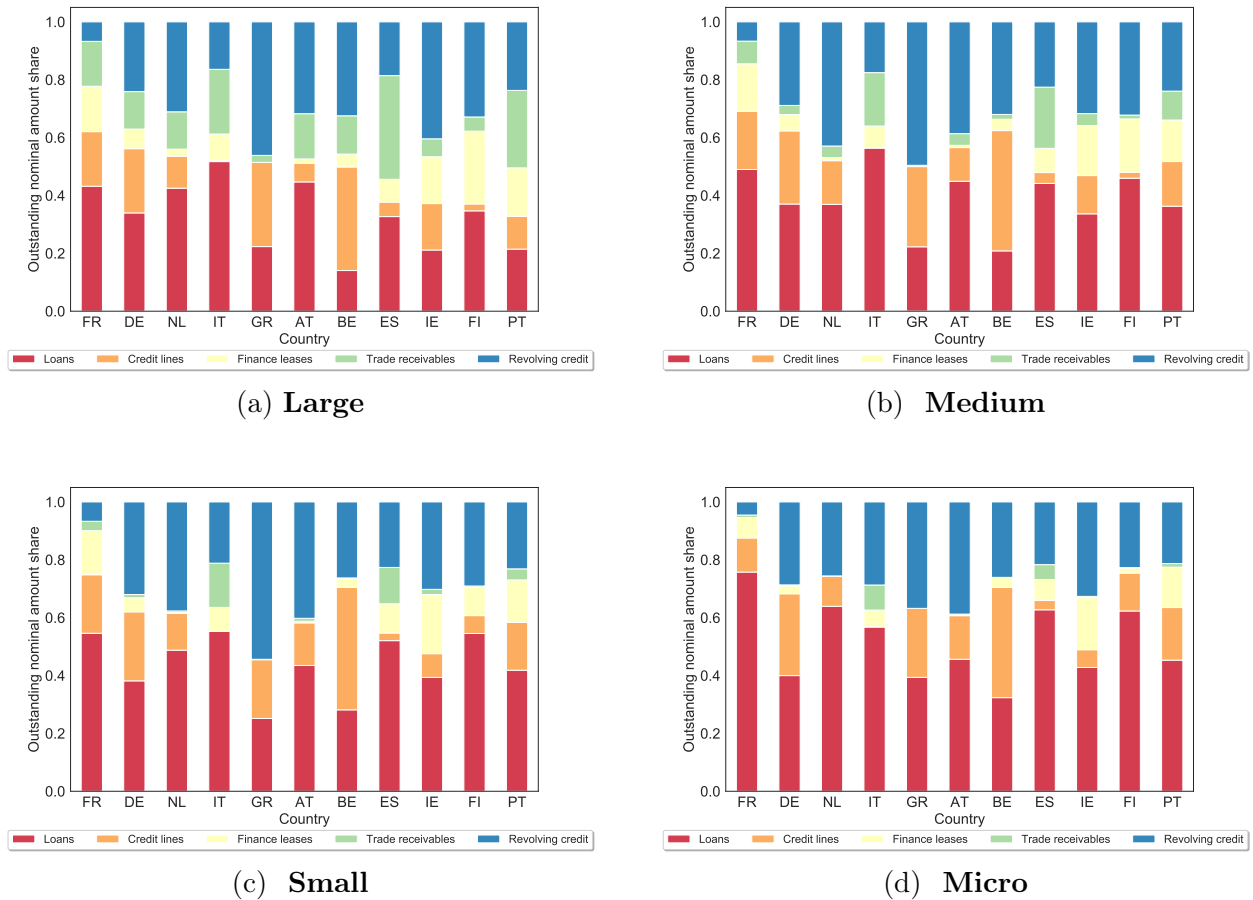 Outstanding nominal amount share
1.0
0.8
0.6
0.4
0.2
0.0
FR DE NL IT GR AT BE ES IE FI PT
Country
Loans Credit lines Finance leases Trade receivables Revolving credit
(a) Large
Outstanding nominal amount share
1.0
0.8
0.6
0.4
0.2
0.0
FR DE NL IT GR AT BE ES IE FI PT
Country
Loans Credit lines Finance leases Trade receivables Revolving credit
(b) Medium
Outstanding nominal amount share
1.0
0.8
0.6
0.4
0.2
0.0
FR DE NL IT GR AT BE ES IE FI PT
Country
Loans Credit lines Finance leases Trade receivables Revolving credit
(c) Small
Outstanding nominal amount share
1.0
0.8
0.6
0.4
0.2
0.0
FR DE NL IT GR AT BE ES IE FI PT
Country
Loans Credit lines Finance leases Trade receivables Revolving credit
(d) Micro